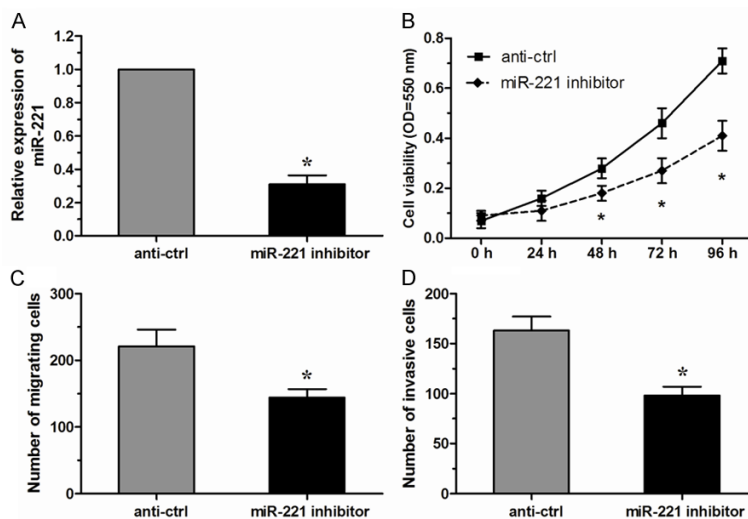 A
Relative expression of
miR-221
1.2
1.0
0.8
0.6
0.4
0.2
0.0
*
anti-ctrl
miR-221 inhibitor
B
Cell viability (OD=550 nm)
0.8
0.6
0.4
0.2
0.0
anti-ctrl
miR-221 inhibitor
*
*
*
0 h
24 h
48 h
72 h
96 h
C
Number of migrating cells
300
200
100
0
*
anti-ctrl
miR-221 inhibitor
D
Number of invasive cells
200
150
100
50
0
*
anti-ctrl
miR-221 inhibitor